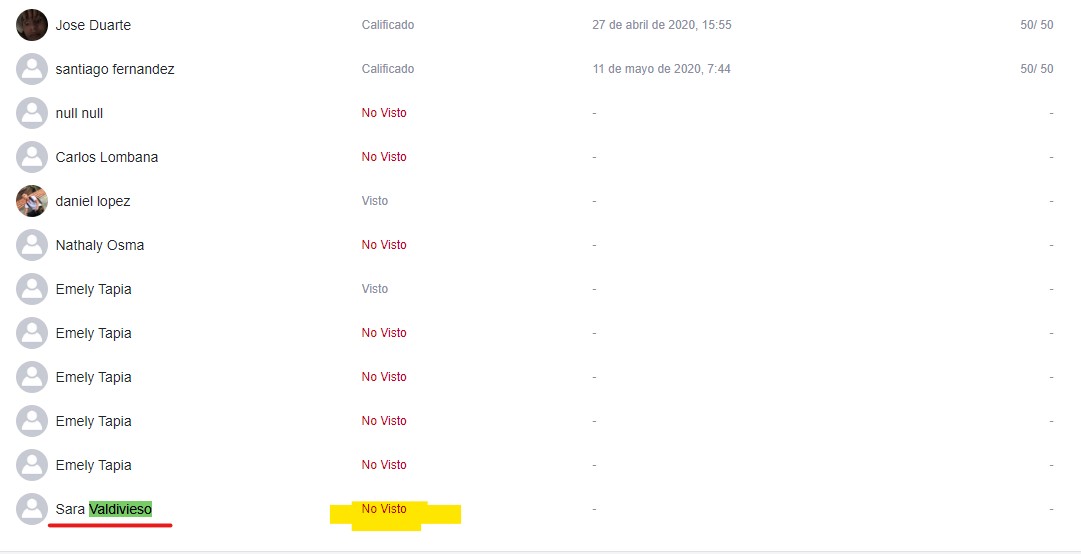 Jose Duarte Calificado 27 de abril de 2020, 15:55 50/ 50
santiago fernandez Calificado 11 de mayo de 2020, 7:44 50/ 50
null null No Visto - -
Carlos Lombana No Visto - -
daniel lopez Visto - -
Nathaly Osma No Visto - -
Emely Tapia Visto - -
Emely Tapia No Visto - -
Emely Tapia No Visto - -
Emely Tapia No Visto - -
Emely Tapia No Visto - -
Sara Valdivieso No Visto - -